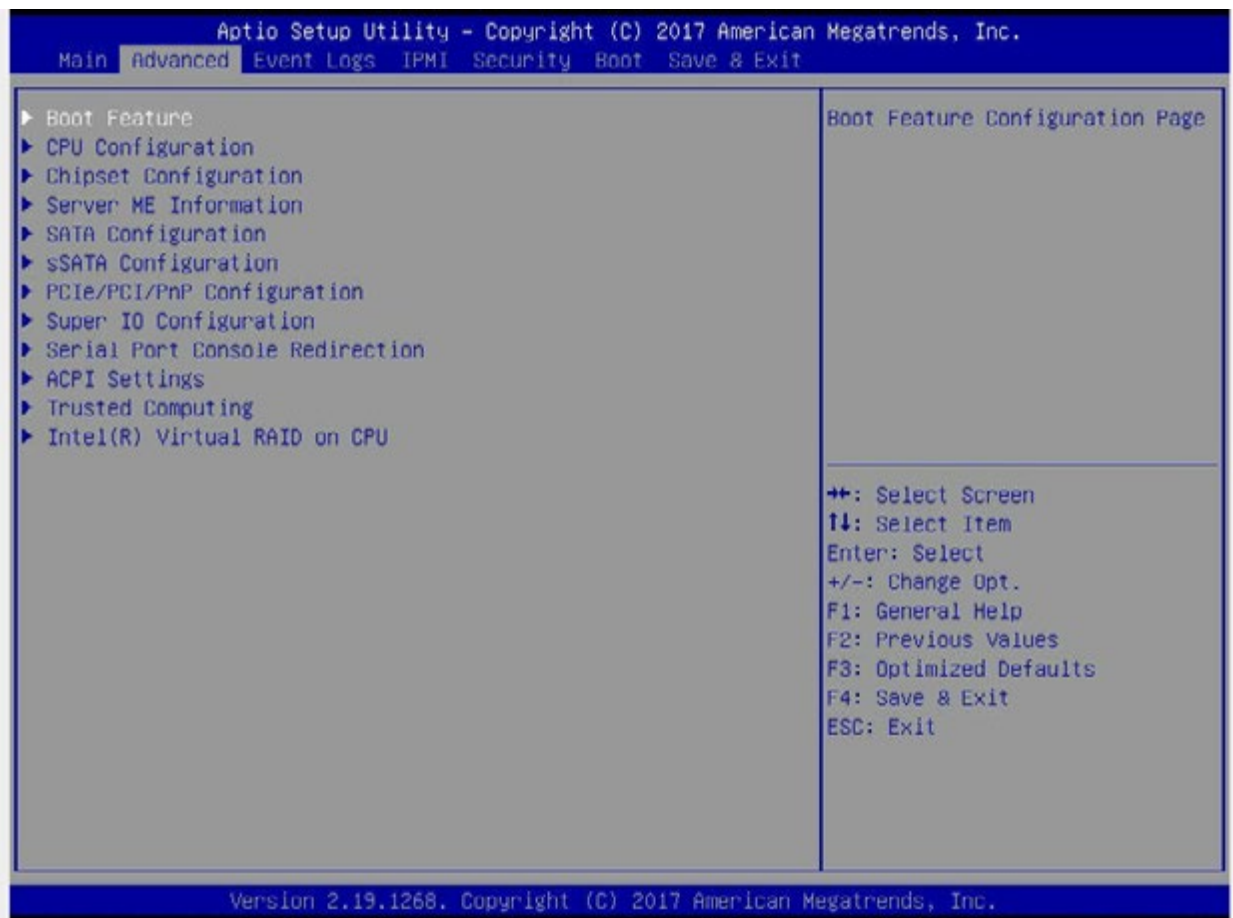 Aptio Setup Utility - Copyright (C) 2017 American Megatrends, Inc.
Main Advanced Event Logs IPMI Security Boot Save & Exit
▶ Boot Feature
▶ CPU Configuration
▶ Chipset Configuration
▶ Server ME Information
▶ SATA Configuration
▶ sSATA Configuration
▶ PCIe/PCI/PnP Configuration
▶ Super IO Configuration
▶ Serial Port Console Redirection
▶ ACPI Settings
▶ Trusted Computing
▶ Intel(R) Virtual RAID on CPU
Boot Feature Configuration Page
→←: Select Screen
↑↓: Select Item
Enter: Select
+/-: Change Opt.
F1: General Help
F2: Previous Values
F3: Optimized Defaults
F4: Save & Exit
ESC: Exit
Version 2.19.1268. Copyright (C) 2017 American Megatrends, Inc.